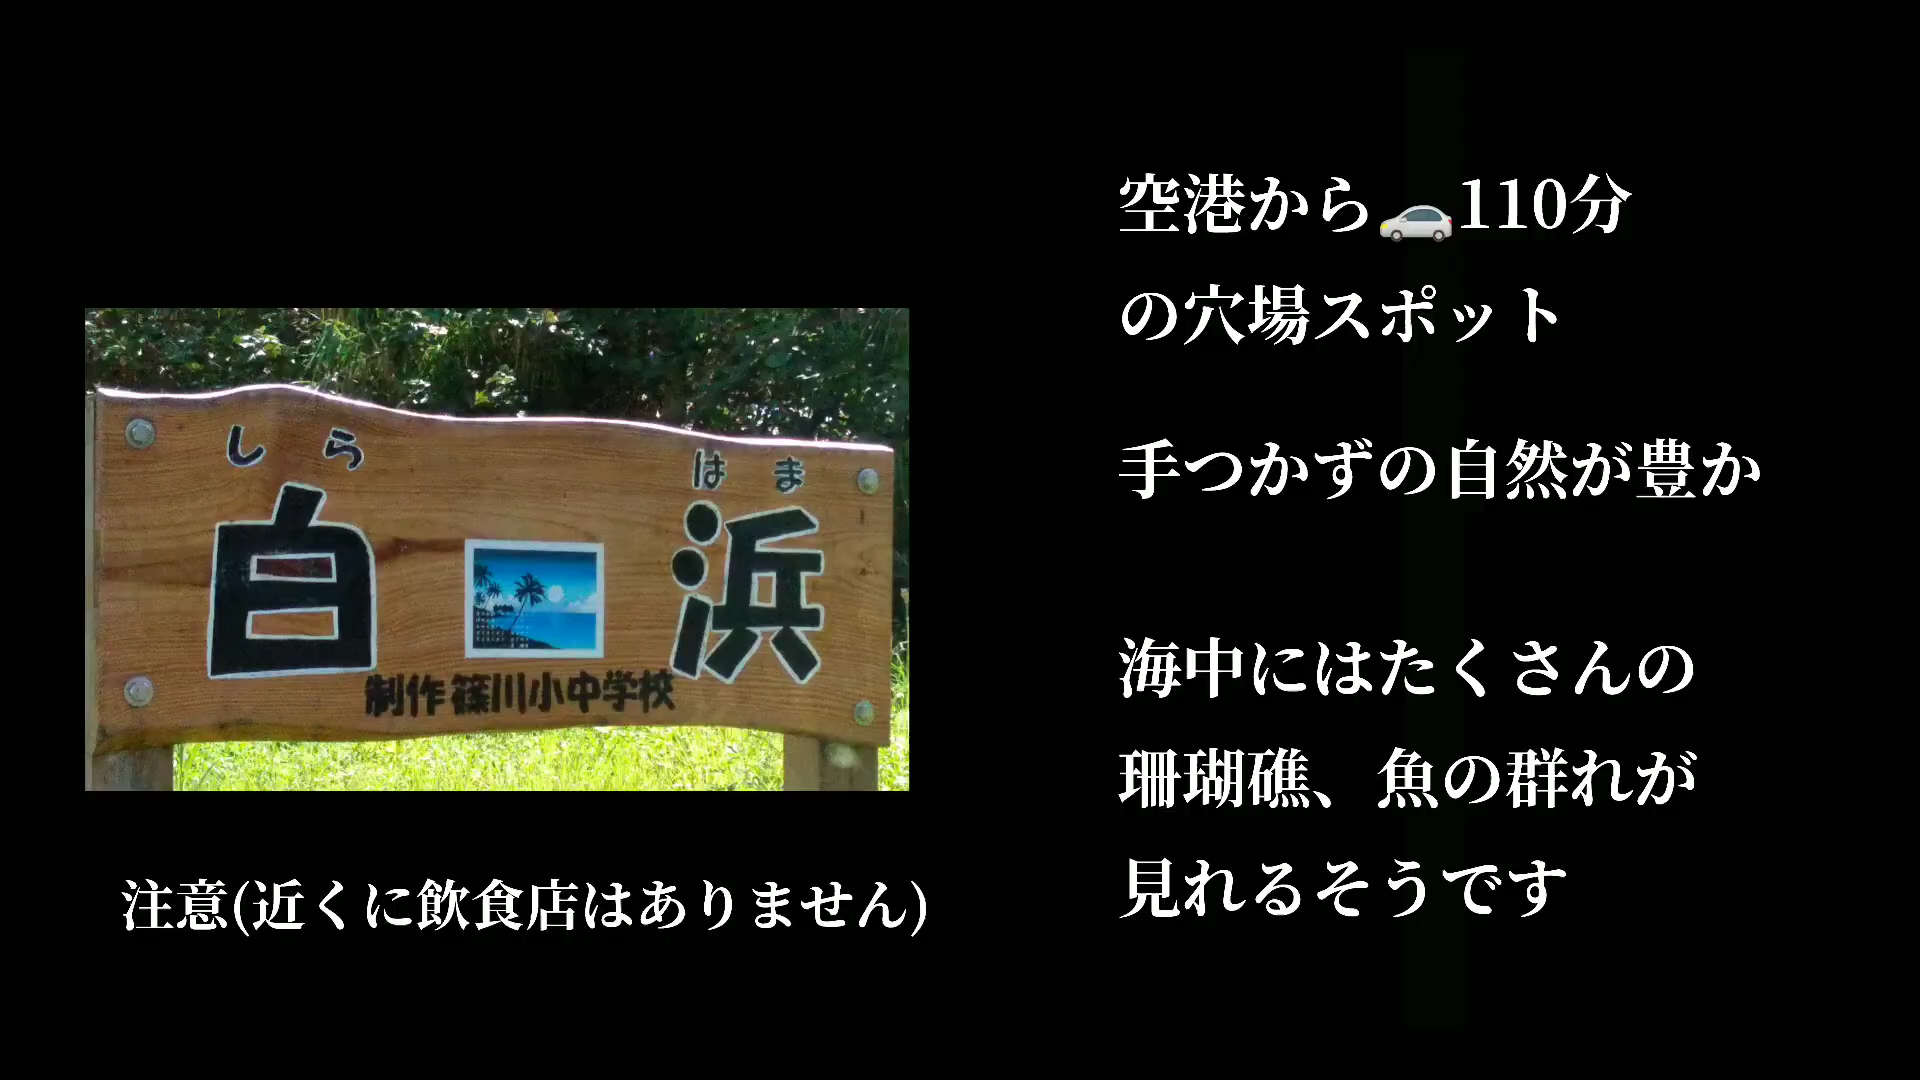 空港から🚗110分
の穴場スポット
手つかずの自然が豊か
海中にはたくさんの
珊瑚礁、魚の群れが
見れるそうです
しら はま
白 浜
制作 篠川小中学校
注意(近くに飲食店はありません)